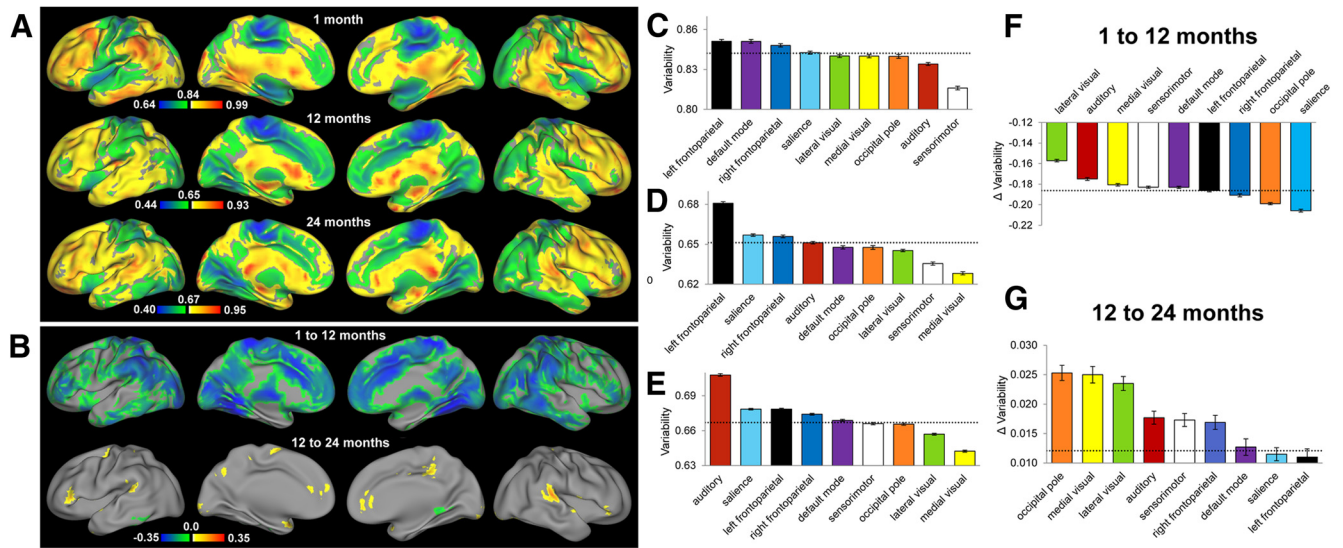 A
1 month
0.84
0.64 0.99
12 months
0.65
0.44 0.93
24 months
0.67
0.40 0.95
B
1 to 12 months
12 to 24 months
0.0
-0.35 0.35
C
Variability
0.86
0.83
0.80
left frontoparietal
default mode
right frontoparietal
salience
lateral visual
medial visual
occipital pole
auditory
sensorimotor
D
Variability
0.68
0.65
0.62
0
left frontoparietal
salience
right frontoparietal
auditory
default mode
occipital pole
lateral visual
sensorimotor
medial visual
E
Variability
0.69
0.66
0.63
auditory
salience
left frontoparietal
right frontoparietal
default mode
sensorimotor
occipital pole
lateral visual
medial visual
F
1 to 12 months
lateral visual
auditory
medial visual
sensorimotor
default mode
left frontoparietal
right frontoparietal
occipital pole
salience
Δ Variability
-0.12
-0.16
-0.18
-0.20
-0.22
G
12 to 24 months
Δ Variability
0.030
0.025
0.020
0.015
0.010
occipital pole
medial visual
lateral visual
auditory
sensorimotor
right frontoparietal
default mode
salience
left frontoparietal